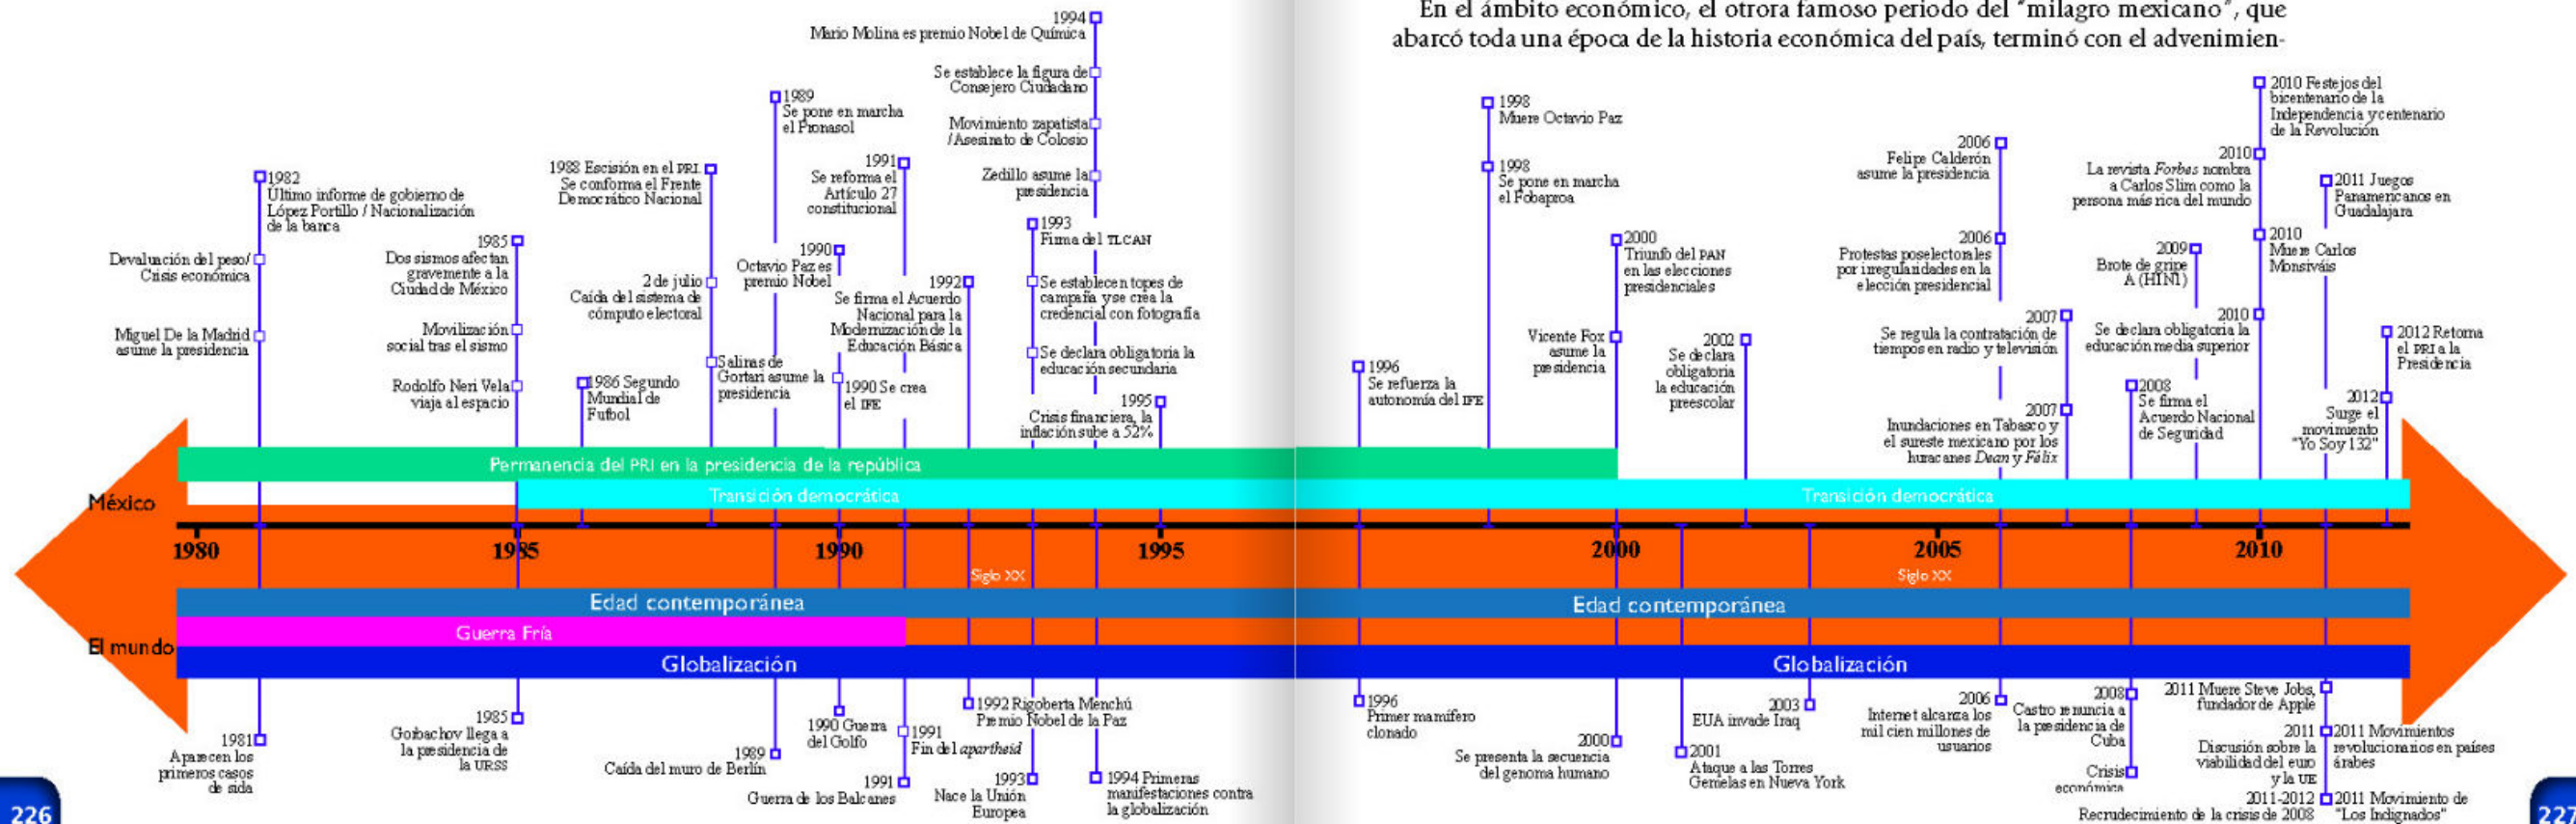 En el ámbito económico, el otrora famoso periodo del "milagro mexicano", que
abarcó toda una época de la historia económica del país, terminó con el advenimien-
1982
Último informe de gobierno de
López Portillo / Nacionalización
de la banca
Devaluación del peso/
Crisis económica
Miguel De la Madrid
asume la presidencia
1985
Dos sismos afectan
gravemente a la
Ciudad de México
Movilización
social tras el sismo
Rodolfo Neri Vela
viaja al espacio
1986 Segundo
Mundial de
Futbol
1988 Escisión en el PRI.
Se conforma el Frente
Democrático Nacional
2 de julio
Caída del sistema de
cómputo electoral
Salinas de
Gortari asume la
presidencia
1989
Se pone en marcha
el Pronasol
1990
Octavio Paz es
premio Nobel
1990 Se crea
el IFE
1991
Se reforma el
Artículo 27
constitucional
1992
Se firma el Acuerdo
Nacional para la
Modernización de la
Educación Básica
1993
Firma del TLCAN
Se establecen topes de
campaña y se crea la
credencial con fotografía
Se declara obligatoria la
educación secundaria
1994
Mario Molina es premio Nobel de Química
Se establece la figura de
Consejero Ciudadano
Movimiento zapatista
/Asesinato de Colosio
Zedillo asume la
presidencia
1995
Crisis financiera, la
inflación sube a 52%
1996
Se refuerza la
autonomía del IFE
1998
Muere Octavio Paz
1998
Se pone en marcha
el Fobaproa
2000
Triunfo del PAN
en las elecciones
presidenciales
Vicente Fox
asume la
presidencia
2002
Se declara
obligatoria
la educación
preescolar
2006
Felipe Calderón
asume la presidencia
2006
Protestas poselectorales
por irregularidades en la
elección presidencial
2007
Se regula la contratación de
tiempos en radio y televisión
2007
Inundaciones en Tabasco y
el sureste mexicano por los
huracanes Dean y Félix
2008
Se firma el
Acuerdo Nacional
de Seguridad
2009
Brote de gripe
A (H1N1)
2010 Festejos del
bicentenario de la
Independencia y centenario
de la Revolución
2010
La revista Forbes nombra
a Carlos Slim como la
persona más rica del mundo
2010
Muere Carlos
Monsiváis
2010
Se declara obligatoria la
educación media superior
2011 Juegos
Panamericanos en
Guadalajara
2012 Retorna
el PRI a la
Presidencia
2012
Surge el
movimiento
"Yo Soy 132"
Permanencia del PRI en la presidencia de la república
Transición democrática
Transición democrática
México
1980
1985
1990
1995
2000
2005
2010
Siglo XX
Siglo XX
Edad contemporánea
Edad contemporánea
Guerra Fría
El mundo
Globalización
Globalización
1981
Aparecen los
primeros casos
de sida
1985
Gorbachov llega a
la presidencia de
la URSS
1989
Caída del muro de Berlín
1990 Guerra
del Golfo
1991
Fin del apartheid
1991
Guerra de los Balcanes
1992 Rigoberta Menchú
Premio Nobel de la Paz
1993
Nace la Unión
Europea
1994 Primeras
manifestaciones contra
la globalización
1996
Primer mamífero
clonado
2000
Se presenta la secuencia
del genoma humano
2001
Ataque a las Torres
Gemelas en Nueva York
2003
EUA invade Iraq
2006
Internet alcanza los
mil cien millones de
usuarios
2008
Castro renuncia a
la presidencia de
Cuba
Crisis
económica
2011 Muere Steve Jobs,
fundador de Apple
2011
Discusión sobre la
viabilidad del euro
y la UE
2011 Movimientos
revolucionarios en países
árabes
2011-2012
Recrudecimiento de la crisis de 2008
2011 Movimiento de
"Los Indignados"
226
227